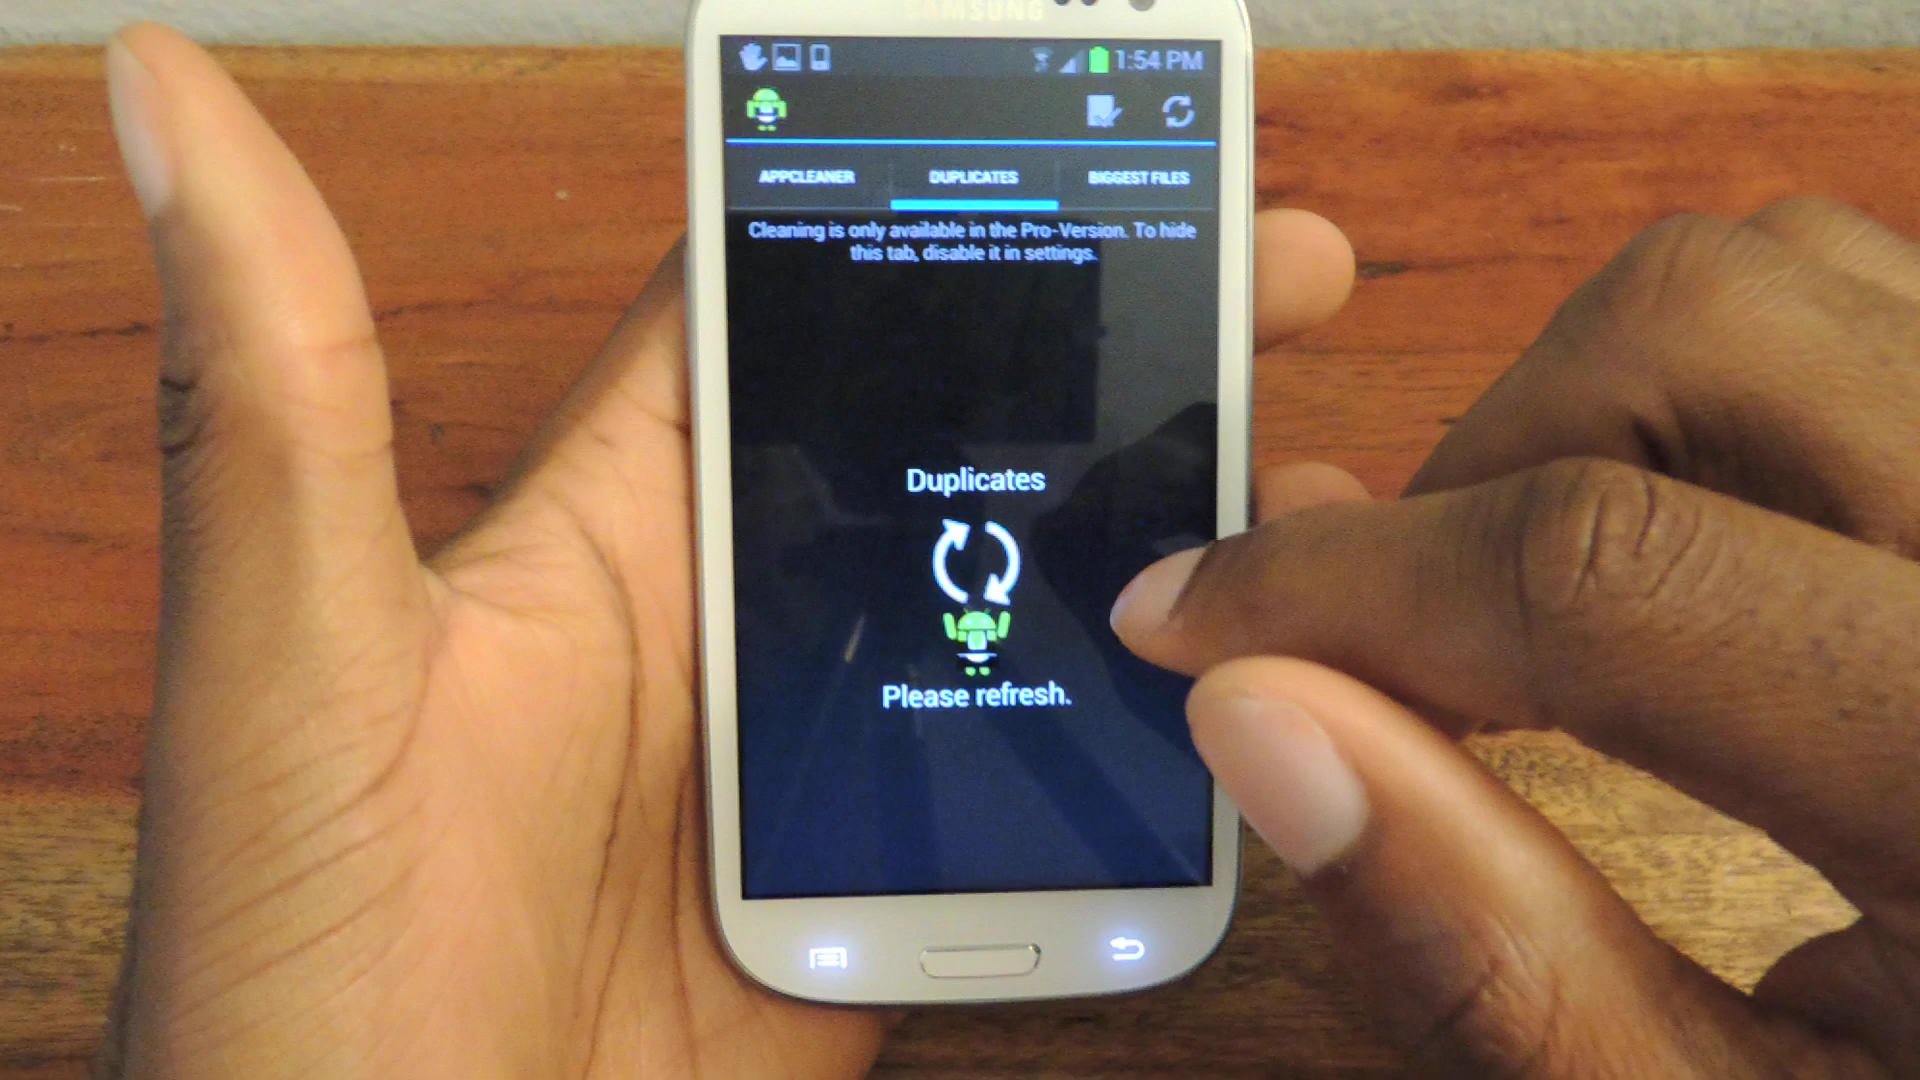 SAMSUNG
1:54 PM
APPCLEANER
DUPLICATES
BIGGEST FILES
Cleaning is only available in the Pro-Version. To hide
this tab, disable it in settings.
Duplicates
Please refresh.